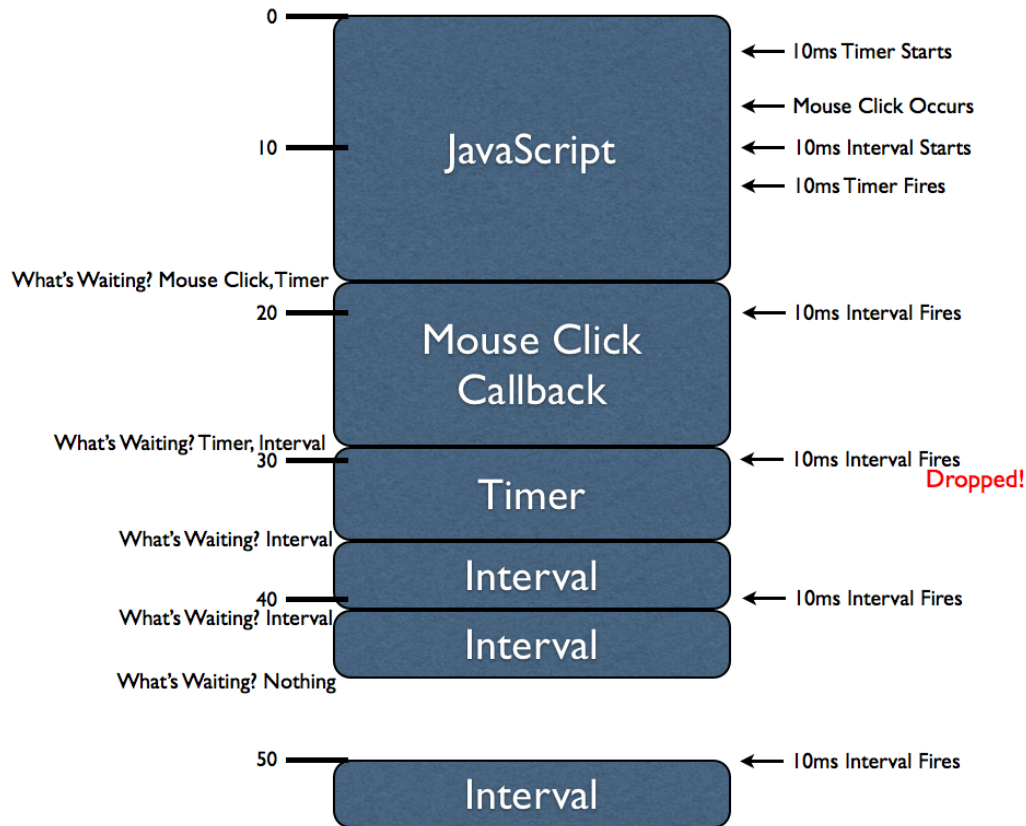 0
10ms Timer Starts
Mouse Click Occurs
10
JavaScript
10ms Interval Starts
10ms Timer Fires
What's Waiting? Mouse Click, Timer
20
10ms Interval Fires
Mouse Click
Callback
What's Waiting? Timer, Interval
30
10ms Interval Fires
Dropped!
Timer
What's Waiting? Interval
Interval
40
10ms Interval Fires
What's Waiting? Interval
Interval
What's Waiting? Nothing
50
10ms Interval Fires
Interval